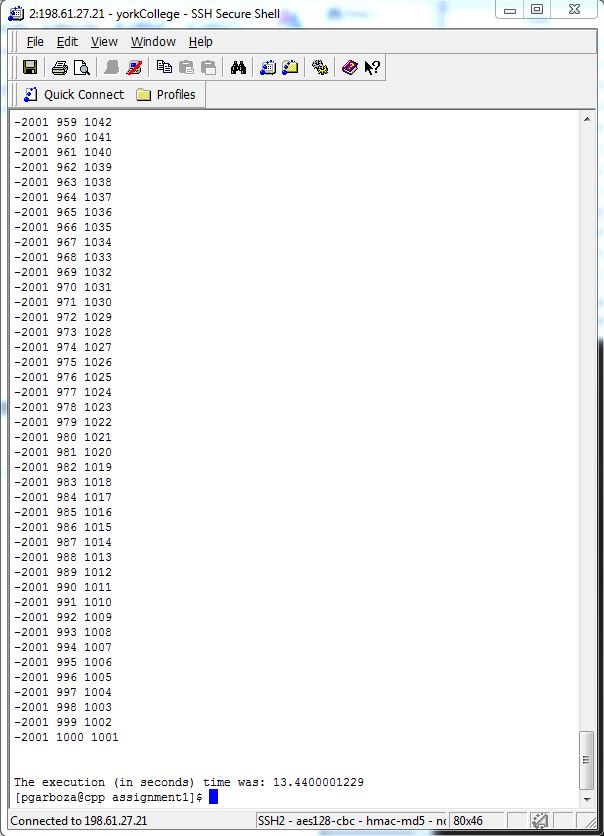 2:198.61.27.21 - yorkCollege - SSH Secure Shell
File Edit View Window Help
Quick Connect Profiles
-2001 959 1042
-2001 960 1041
-2001 961 1040
-2001 962 1039
-2001 963 1038
-2001 964 1037
-2001 965 1036
-2001 966 1035
-2001 967 1034
-2001 968 1033
-2001 969 1032
-2001 970 1031
-2001 971 1030
-2001 972 1029
-2001 973 1028
-2001 974 1027
-2001 975 1026
-2001 976 1025
-2001 977 1024
-2001 978 1023
-2001 979 1022
-2001 980 1021
-2001 981 1020
-2001 982 1019
-2001 983 1018
-2001 984 1017
-2001 985 1016
-2001 986 1015
-2001 987 1014
-2001 988 1013
-2001 989 1012
-2001 990 1011
-2001 991 1010
-2001 992 1009
-2001 993 1008
-2001 994 1007
-2001 995 1006
-2001 996 1005
-2001 997 1004
-2001 998 1003
-2001 999 1002
-2001 1000 1001
The execution (in seconds) time was: 13.4400001229
[pgarboza@cpp assignment1]$
Connected to 198.61.27.21 SSH2 - aes128-cbc - hmac-md5 - nc 80x46